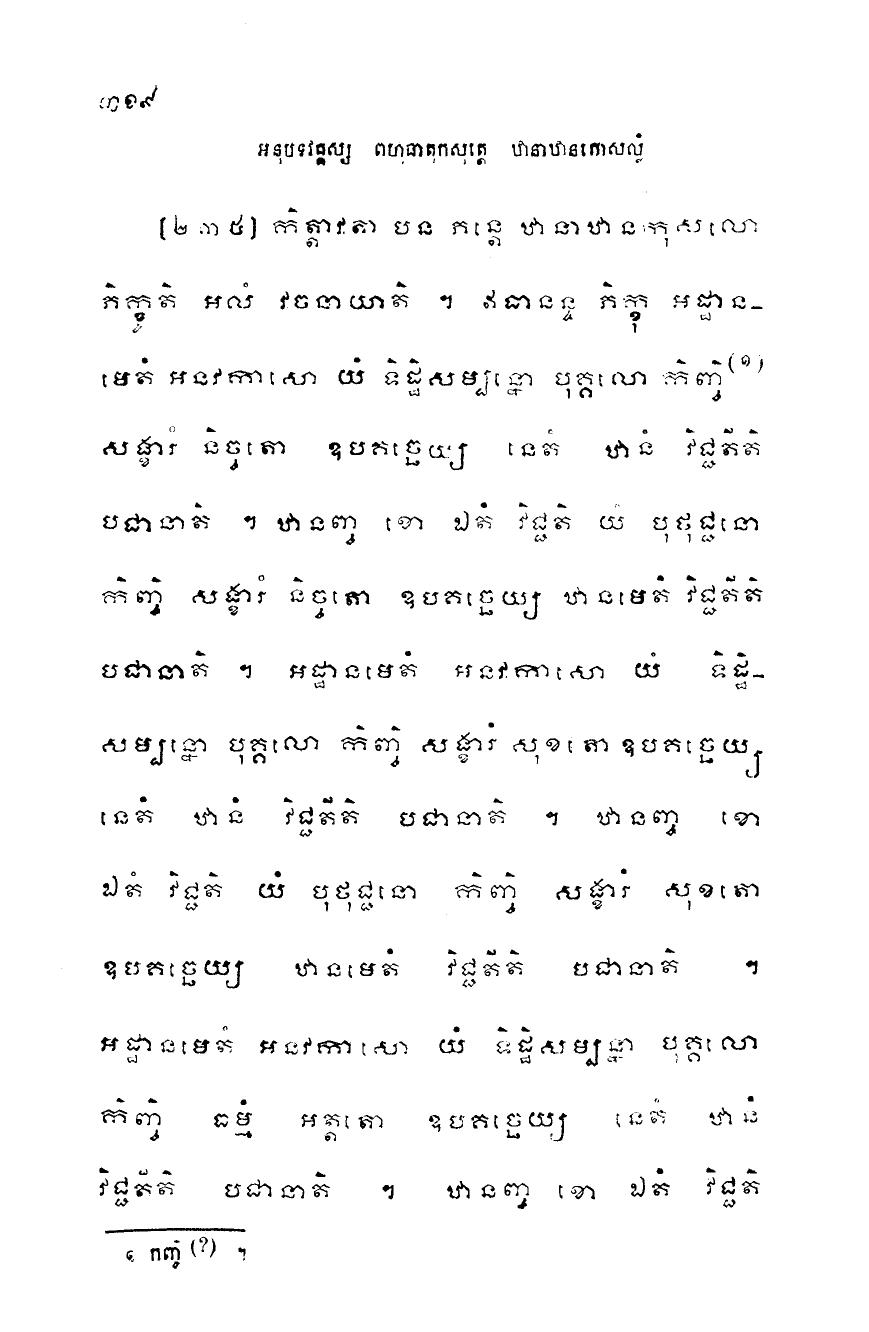 ៣១៩
អនុបទវគ្គស្ស ពហុធាតុកសុត្តេ ឋានាឋានកោសល្លំ
[២៣៥] កិត្តាវតា បន ភន្តេ ឋានាឋានកុសលោ
ភិក្ខូតិ អលំ វចនាយាតិ ។ ឥធានន្ទ ភិក្ខុ អដ្ឋាន-
មេតំ អនវកាសោ យំ ទិដ្ឋិសម្បន្នោ បុគ្គលោ កិញ្ចិ(១)
សង្ខារំ និច្ចតោ ឧបគច្ឆេយ្យ នេតំ ឋានំ វិជ្ជតីតិ
បជានាតិ ។ ឋានញ្ច ខោ ឯតំ វិជ្ជតិ យំ បុថុជ្ជនោ
កិញ្ចិ សង្ខារំ និច្ចតោ ឧបគច្ឆេយ្យ ឋានមេតំ វិជ្ជតីតិ
បជានាតិ ។ អដ្ឋានមេតំ អនវកាសោ យំ ទិដ្ឋិ-
សម្បន្នោ បុគ្គលោ កិញ្ចិ សង្ខារំ សុខតោ ឧបគច្ឆេយ្យ
នេតំ ឋានំ វិជ្ជតីតិ បជានាតិ ។ ឋានញ្ច ខោ
ឯតំ វិជ្ជតិ យំ បុថុជ្ជនោ កិញ្ចិ សង្ខារំ សុខតោ
ឧបគច្ឆេយ្យ ឋានមេតំ វិជ្ជតីតិ បជានាតិ ។
អដ្ឋានមេតំ អនវកាសោ យំ ទិដ្ឋិសម្បន្នោ បុគ្គលោ
កិញ្ចិ ធម្មំ អត្តតោ ឧបគច្ឆេយ្យ នេតំ ឋានំ
វិជ្ជតីតិ បជានាតិ ។ ឋានញ្ច ខោ ឯតំ វិជ្ជតិ
១ កញ្ចំ (?) ។